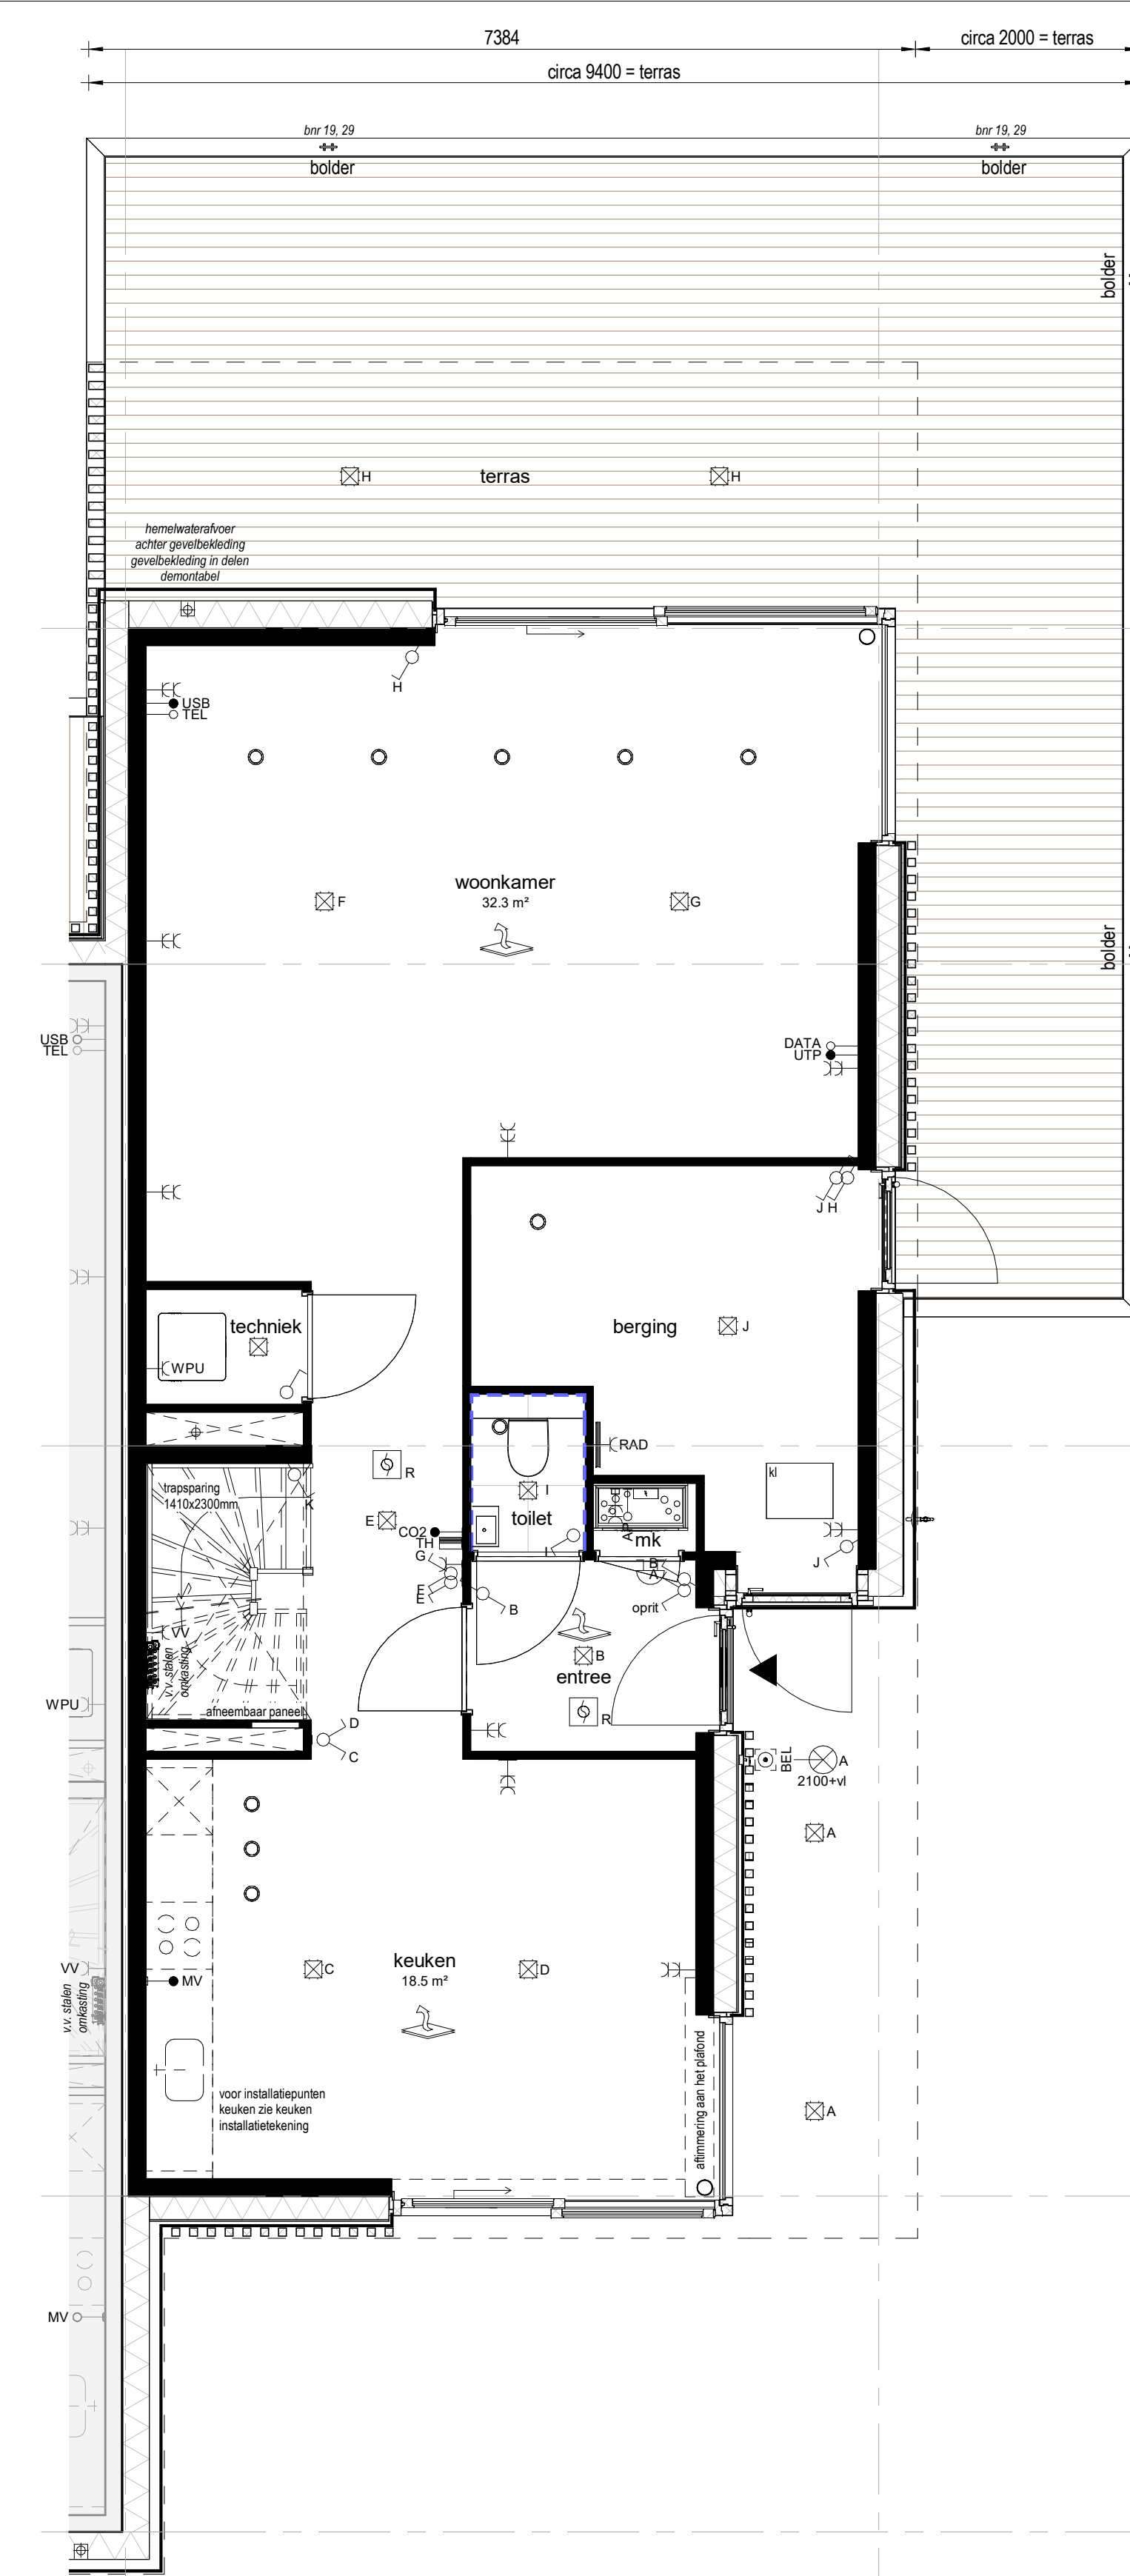 7384
circa 2000 = terras
circa 9400 = terras
bnr 19, 29
bnr 19, 29
bolder
bolder
bolder
H
terras
H
hemelwaterafvoer
achter gevelbekleding
gevelbekleding in delen
demontabel
H
USB
TEL
woonkamer
32.3 m²
F
G
bolder
USB
TEL
DATA
UTP
J H
techniek
berging
J
WPU
RAD
R
kl
trapsparing
1410x2300mm
K
I
toilet
E
CO2
TH
mk
G
I
B
A
J
E
E
B
oprit
VV
v.v. stalen
omkasting
B
entree
WPU
afneembaar paneel
R
D
C
BEL
A
2100+vl
A
keuken
18.5 m²
C
D
VV
MV
v.v. stalen
omkasting
aftimmering aan het plafond
voor installatiepunten
keuken zie keuken
installatietekening
A
MV